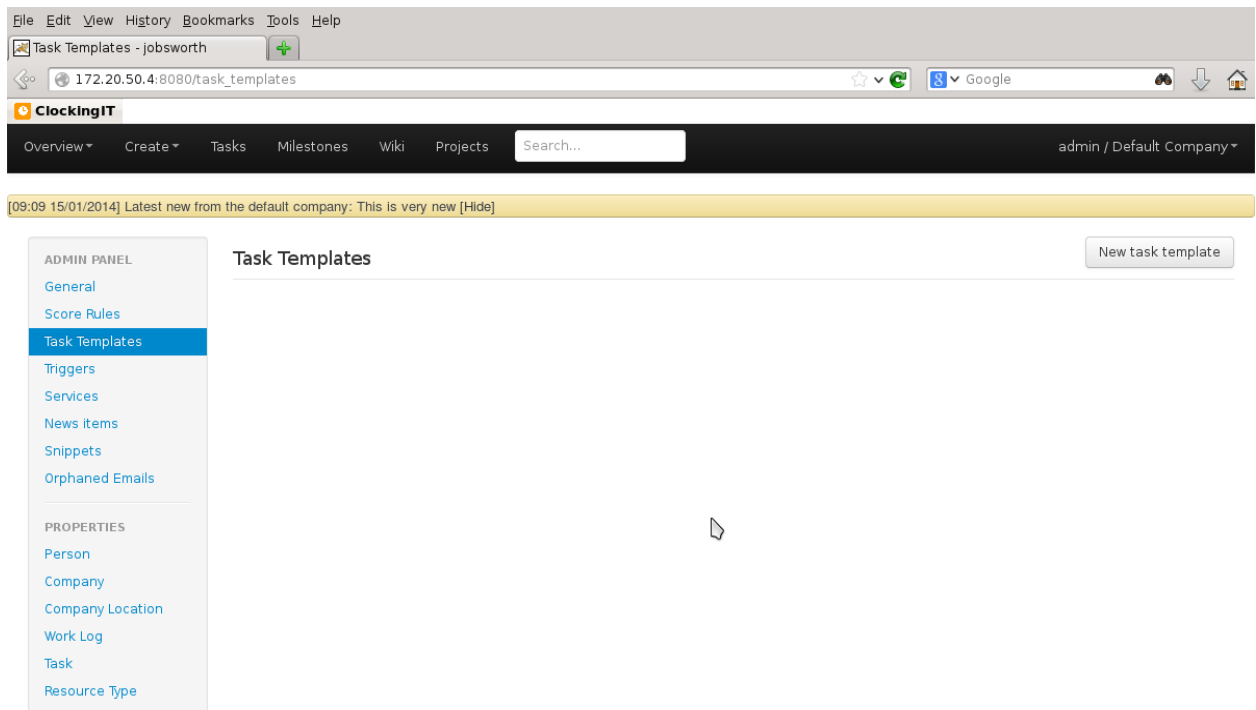 File Edit View History Bookmarks Tools Help
Task Templates - jobsworth
172.20.50.4:8080/task_templates
8 Google
ClockingIT
Overview Create Tasks Milestones Wiki Projects Search... admin / Default Company
[09:09 15/01/2014] Latest new from the default company: This is very new [Hide]
ADMIN PANEL
General
Score Rules
Task Templates
Triggers
Services
News items
Snippets
Orphaned Emails
PROPERTIES
Person
Company
Company Location
Work Log
Task
Resource Type
Task Templates
New task template